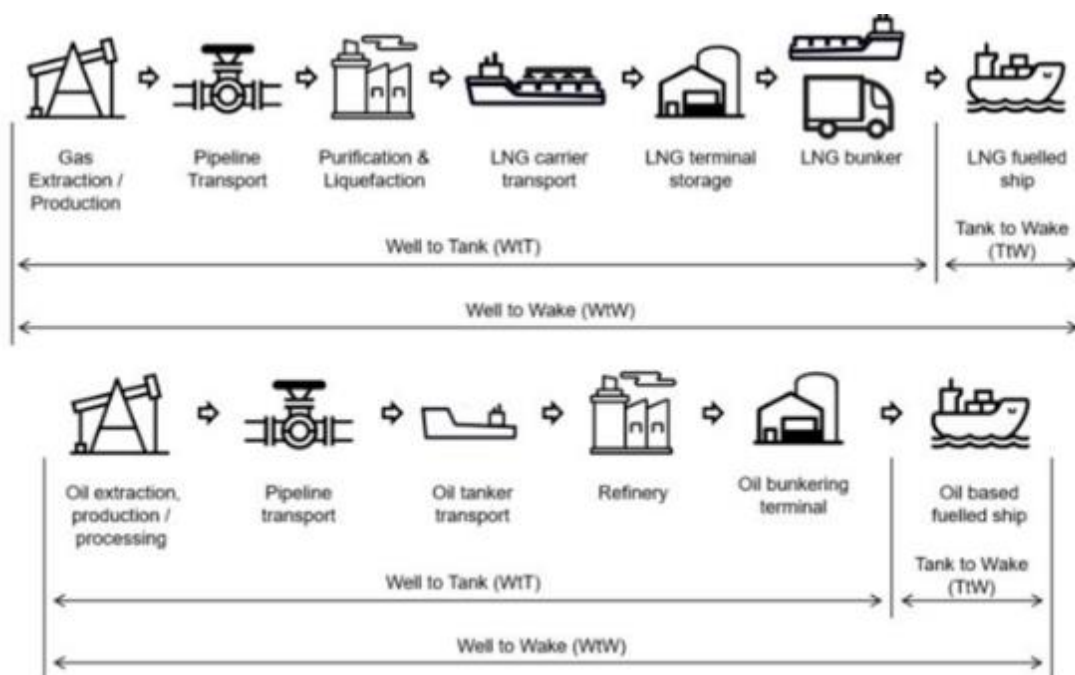 Gas
Extraction /
Production
Pipeline
Transport
Purification &
Liquefaction
LNG carrier
transport
LNG terminal
storage
LNG bunker
LNG fuelled
ship
Well to Tank (WtT)
Tank to Wake
(TtW)
Well to Wake (WtW)
Oil extraction,
production /
processing
Pipeline
transport
Oil tanker
transport
Refinery
Oil bunkering
terminal
Oil based
fuelled ship
Well to Tank (WtT)
Tank to Wake
(TtW)
Well to Wake (WtW)